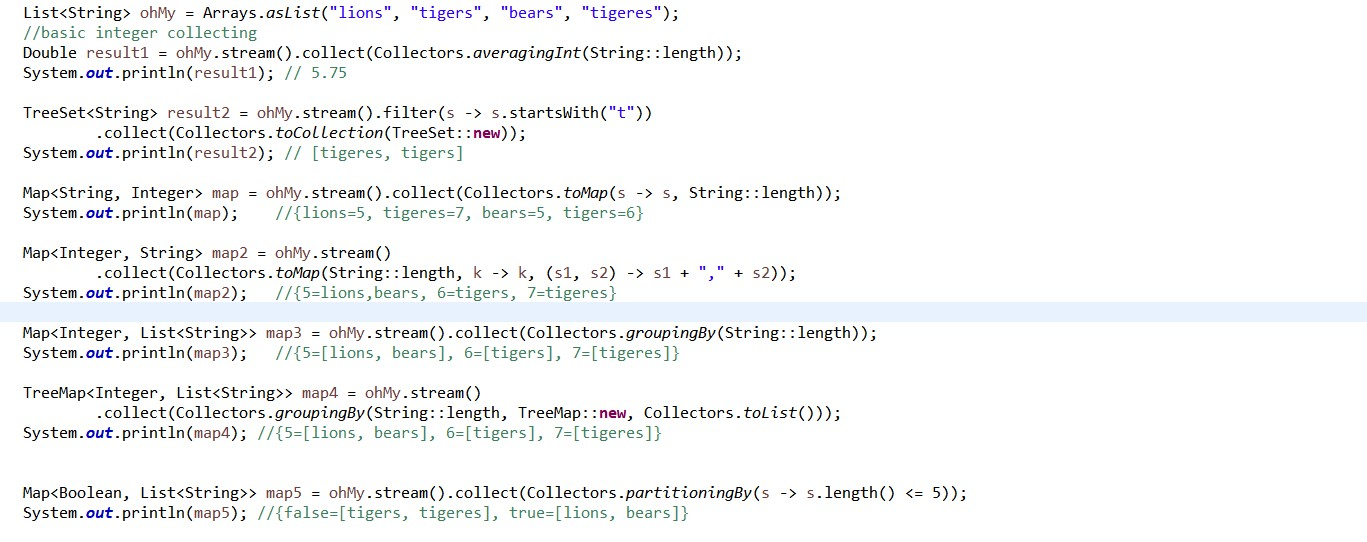 List<String> ohMy = Arrays.asList("lions", "tigers", "bears", "tigeres");
//basic integer collecting
Double result1 = ohMy.stream().collect(Collectors.averagingInt(String::length));
System.out.println(result1); // 5.75
TreeSet<String> result2 = ohMy.stream().filter(s -> s.startsWith("t"))
.collect(Collectors.toCollection(TreeSet::new));
System.out.println(result2); // [tigeres, tigers]
Map<String, Integer> map = ohMy.stream().collect(Collectors.toMap(s -> s, String::length));
System.out.println(map); //{lions=5, tigeres=7, bears=5, tigers=6}
Map<Integer, String> map2 = ohMy.stream()
.collect(Collectors.toMap(String::length, k -> k, (s1, s2) -> s1 + "," + s2));
System.out.println(map2); //{5=lions,bears, 6=tigers, 7=tigeres}
Map<Integer, List<String>> map3 = ohMy.stream().collect(Collectors.groupingBy(String::length));
System.out.println(map3); //{5=[lions, bears], 6=[tigers], 7=[tigeres]}
TreeMap<Integer, List<String>> map4 = ohMy.stream()
.collect(Collectors.groupingBy(String::length, TreeMap::new, Collectors.toList()));
System.out.println(map4); //{5=[lions, bears], 6=[tigers], 7=[tigeres]}
Map<Boolean, List<String>> map5 = ohMy.stream().collect(Collectors.partitioningBy(s -> s.length() <= 5));
System.out.println(map5); //{false=[tigers, tigeres], true=[lions, bears]}